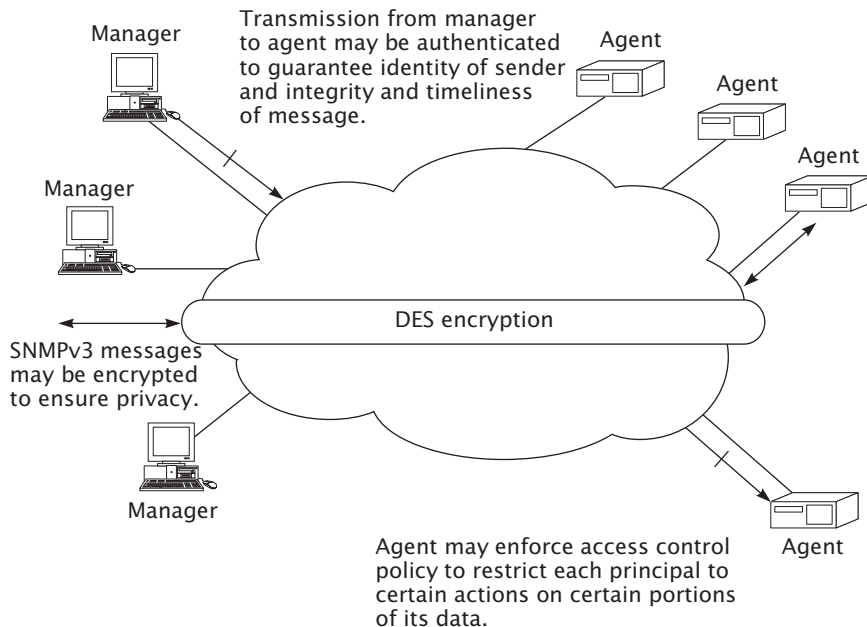 Manager
Transmission from manager
to agent may be authenticated
to guarantee identity of sender
and integrity and timeliness
of message.
Agent
Agent
Agent
Manager
DES encryption
SNMPv3 messages
may be encrypted
to ensure privacy.
Manager
Agent
Agent may enforce access control
policy to restrict each principal to
certain actions on certain portions
of its data.